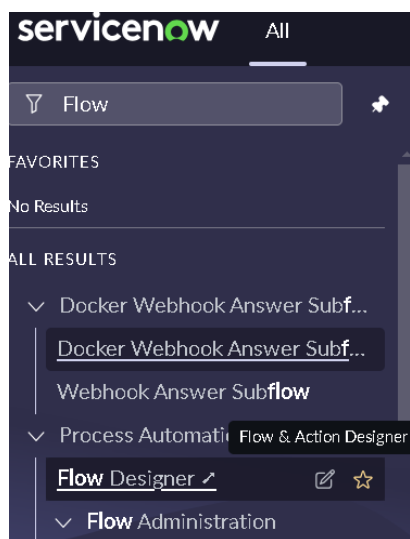 servicenow All
Flow
FAVORITES
No Results
ALL RESULTS
Docker Webhook Answer Subf...
Docker Webhook Answer Subf...
Webhook Answer Subflow
Process Automati Flow & Action Designer
Flow Designer
Flow Administration